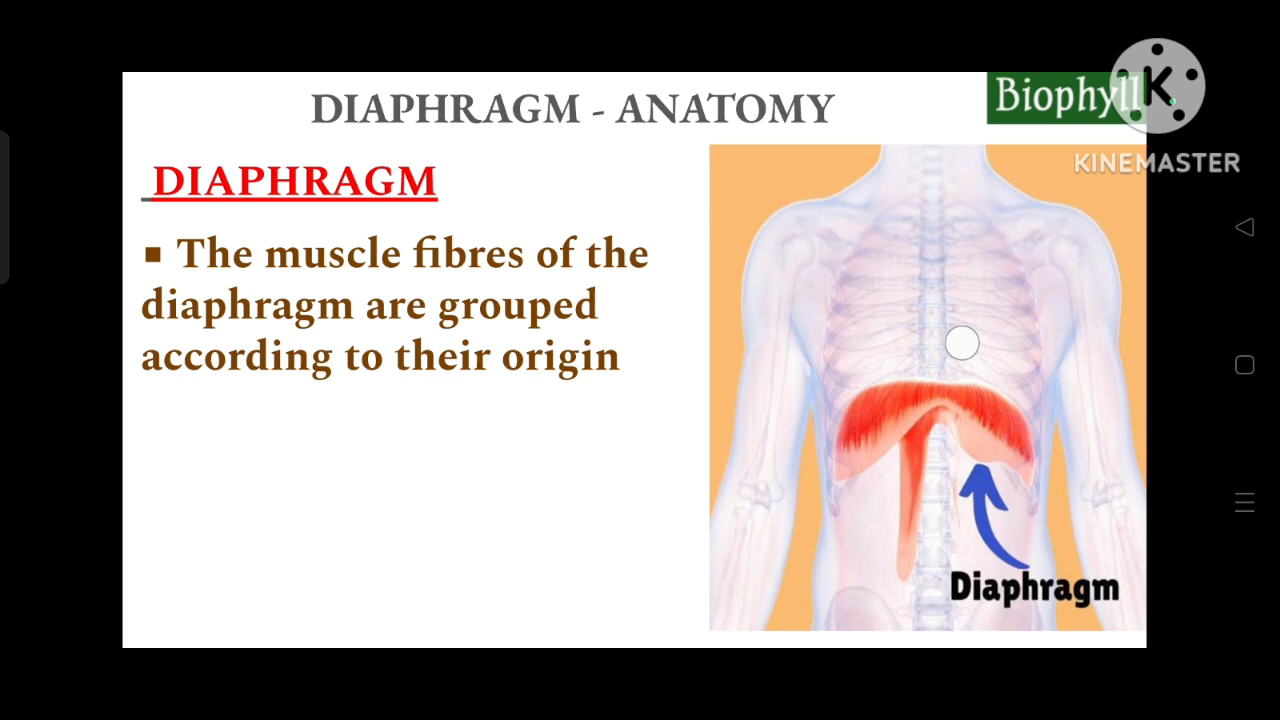 DIAPHRAGM - ANATOMY
Biophyll
KINEMASTER
DIAPHRAGM
▪ The muscle fibres of the
diaphragm are grouped
according to their origin
Diaphragm